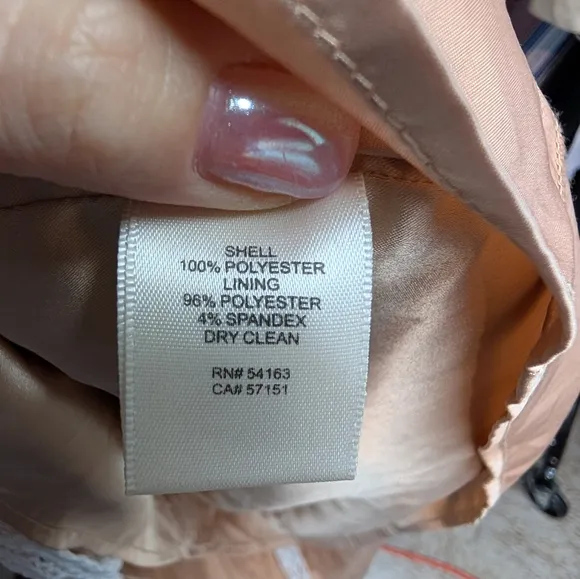 SHELL
100% POLYESTER
LINING
96% POLYESTER
4% SPANDEX
DRY CLEAN
RN# 54163
CA# 57151